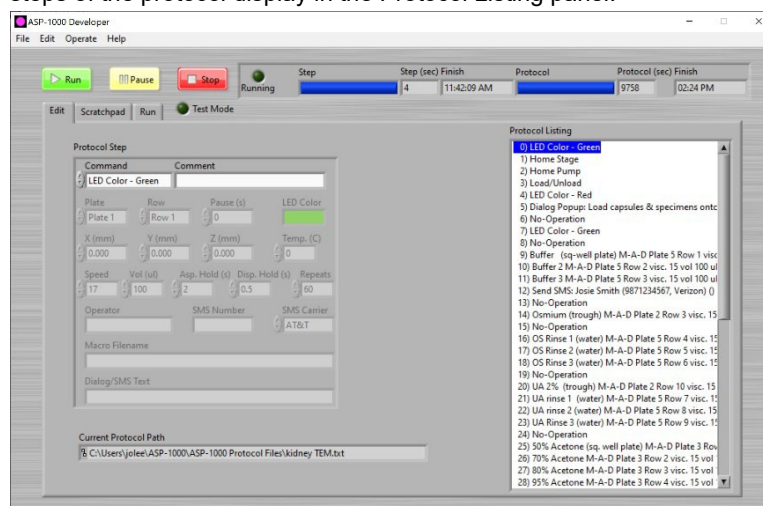 steps of the protocol display in the Protocol Listing panel.
ASP-1000 Developer
File Edit Operate Help
Run Pause Stop Running
Step Step (sec) Finish Protocol Protocol (sec) Finish
4 11:42:09 AM 9758 02:24 PM
Edit Scratchpad Run Test Mode
Protocol Step
Command Comment
LED Color - Green
Plate Row Pause (s) LED Color
Plate 1 Row 1 0
X (mm) Y (mm) Z (mm) Temp. (C)
0.000 0.000 0.000 0
Speed Vol (ul) Asp. Hold (s) Disp. Hold (s) Repeats
17 100 2 0.5 60
Operator SMS Number SMS Carrier
AT&T
Macro Filename
Dialog/SMS Text
Current Protocol Path
C:\Users\jolee\ASP-1000\ASP-1000 Protocol Files\kidney TEM.txt
Protocol Listing
0) LED Color - Green
1) Home Stage
2) Home Pump
3) Load/Unload
4) LED Color - Red
5) Dialog Popup: Load capsules & specimens onto
6) No-Operation
7) LED Color - Green
8) No-Operation
9) Buffer (sq-well plate) M-A-D Plate 5 Row 1 visc
10) Buffer 2 M-A-D Plate 5 Row 2 visc. 15 vol 100 ul
11) Buffer 3 M-A-D Plate 5 Row 3 visc. 15 vol 100 ul
12) Send SMS: Josie Smith (9871234567, Verizon) ()
13) No-Operation
14) Osmium (trough) M-A-D Plate 2 Row 3 visc. 15
15) No-Operation
16) OS Rinse 1 (water) M-A-D Plate 5 Row 4 visc. 15
17) OS Rinse 2 (water) M-A-D Plate 5 Row 5 visc. 15
18) OS Rinse 3 (water) M-A-D Plate 5 Row 6 visc. 15
19) No-Operation
20) UA 2% (trough) M-A-D Plate 2 Row 10 visc. 15
21) UA rinse 1 (water) M-A-D Plate 5 Row 7 visc. 15
22) UA rinse 2 (water) M-A-D Plate 5 Row 8 visc. 15
23) UA Rinse 3 (water) M-A-D Plate 5 Row 9 visc. 15
24) No-Operation
25) 50% Acetone (sq. well plate) M-A-D Plate 3 Rov
26) 70% Acetone M-A-D Plate 3 Row 2 visc. 15 vol
27) 80% Acetone M-A-D Plate 3 Row 3 visc. 15 vol
28) 95% Acetone M-A-D Plate 3 Row 4 visc. 15 vol